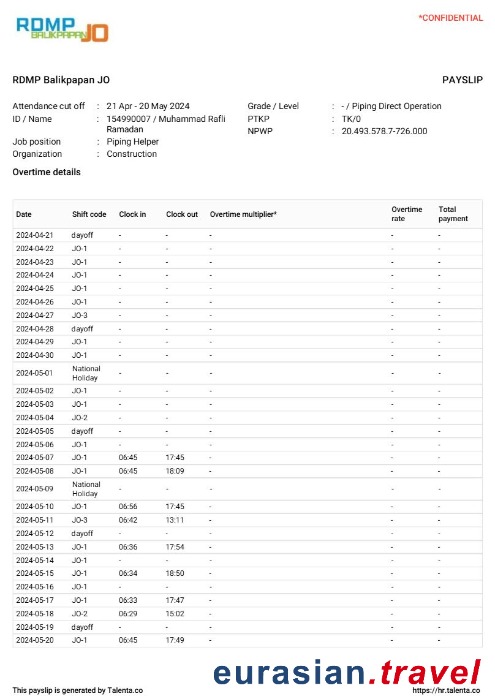 *CONFIDENTIAL
RDMP
BALIKPAPAN JO
RDMP Balikpapan JO PAYSLIP
Attendance cut off : 21 Apr - 20 May 2024 Grade / Level : - / Piping Direct Operation
ID / Name : 154990007 / Muhammad Rafli PTKP : TK/0
Ramadan NPWP : 20.493.578.7-726.000
Job position : Piping Helper
Organization : Construction
Overtime details
Date Shift code Clock in Clock out Overtime multiplier* Overtime rate Total payment
2024-04-21 dayoff - - - - -
2024-04-22 JO-1 - - - - -
2024-04-23 JO-1 - - - - -
2024-04-24 JO-1 - - - - -
2024-04-25 JO-1 - - - - -
2024-04-26 JO-1 - - - - -
2024-04-27 JO-3 - - - - -
2024-04-28 dayoff - - - - -
2024-04-29 JO-1 - - - - -
2024-04-30 JO-1 - - - - -
2024-05-01 National Holiday - - - - -
2024-05-02 JO-1 - - - - -
2024-05-03 JO-1 - - - - -
2024-05-04 JO-2 - - - - -
2024-05-05 dayoff - - - - -
2024-05-06 JO-1 - - - - -
2024-05-07 JO-1 06:45 17:45 - - -
2024-05-08 JO-1 06:45 18:09 - - -
2024-05-09 National Holiday - - - - -
2024-05-10 JO-1 06:56 17:45 - - -
2024-05-11 JO-3 06:42 13:11 - - -
2024-05-12 dayoff - - - - -
2024-05-13 JO-1 06:36 17:54 - - -
2024-05-14 JO-1 - - - - -
2024-05-15 JO-1 06:34 18:50 - - -
2024-05-16 JO-1 - - - - -
2024-05-17 JO-1 06:33 17:47 - - -
2024-05-18 JO-2 06:29 15:02 - - -
2024-05-19 dayoff - - - - -
2024-05-20 JO-1 06:45 17:49 - - -
eurasian.travel
This payslip is generated by Talenta.co https://hr.talenta.co